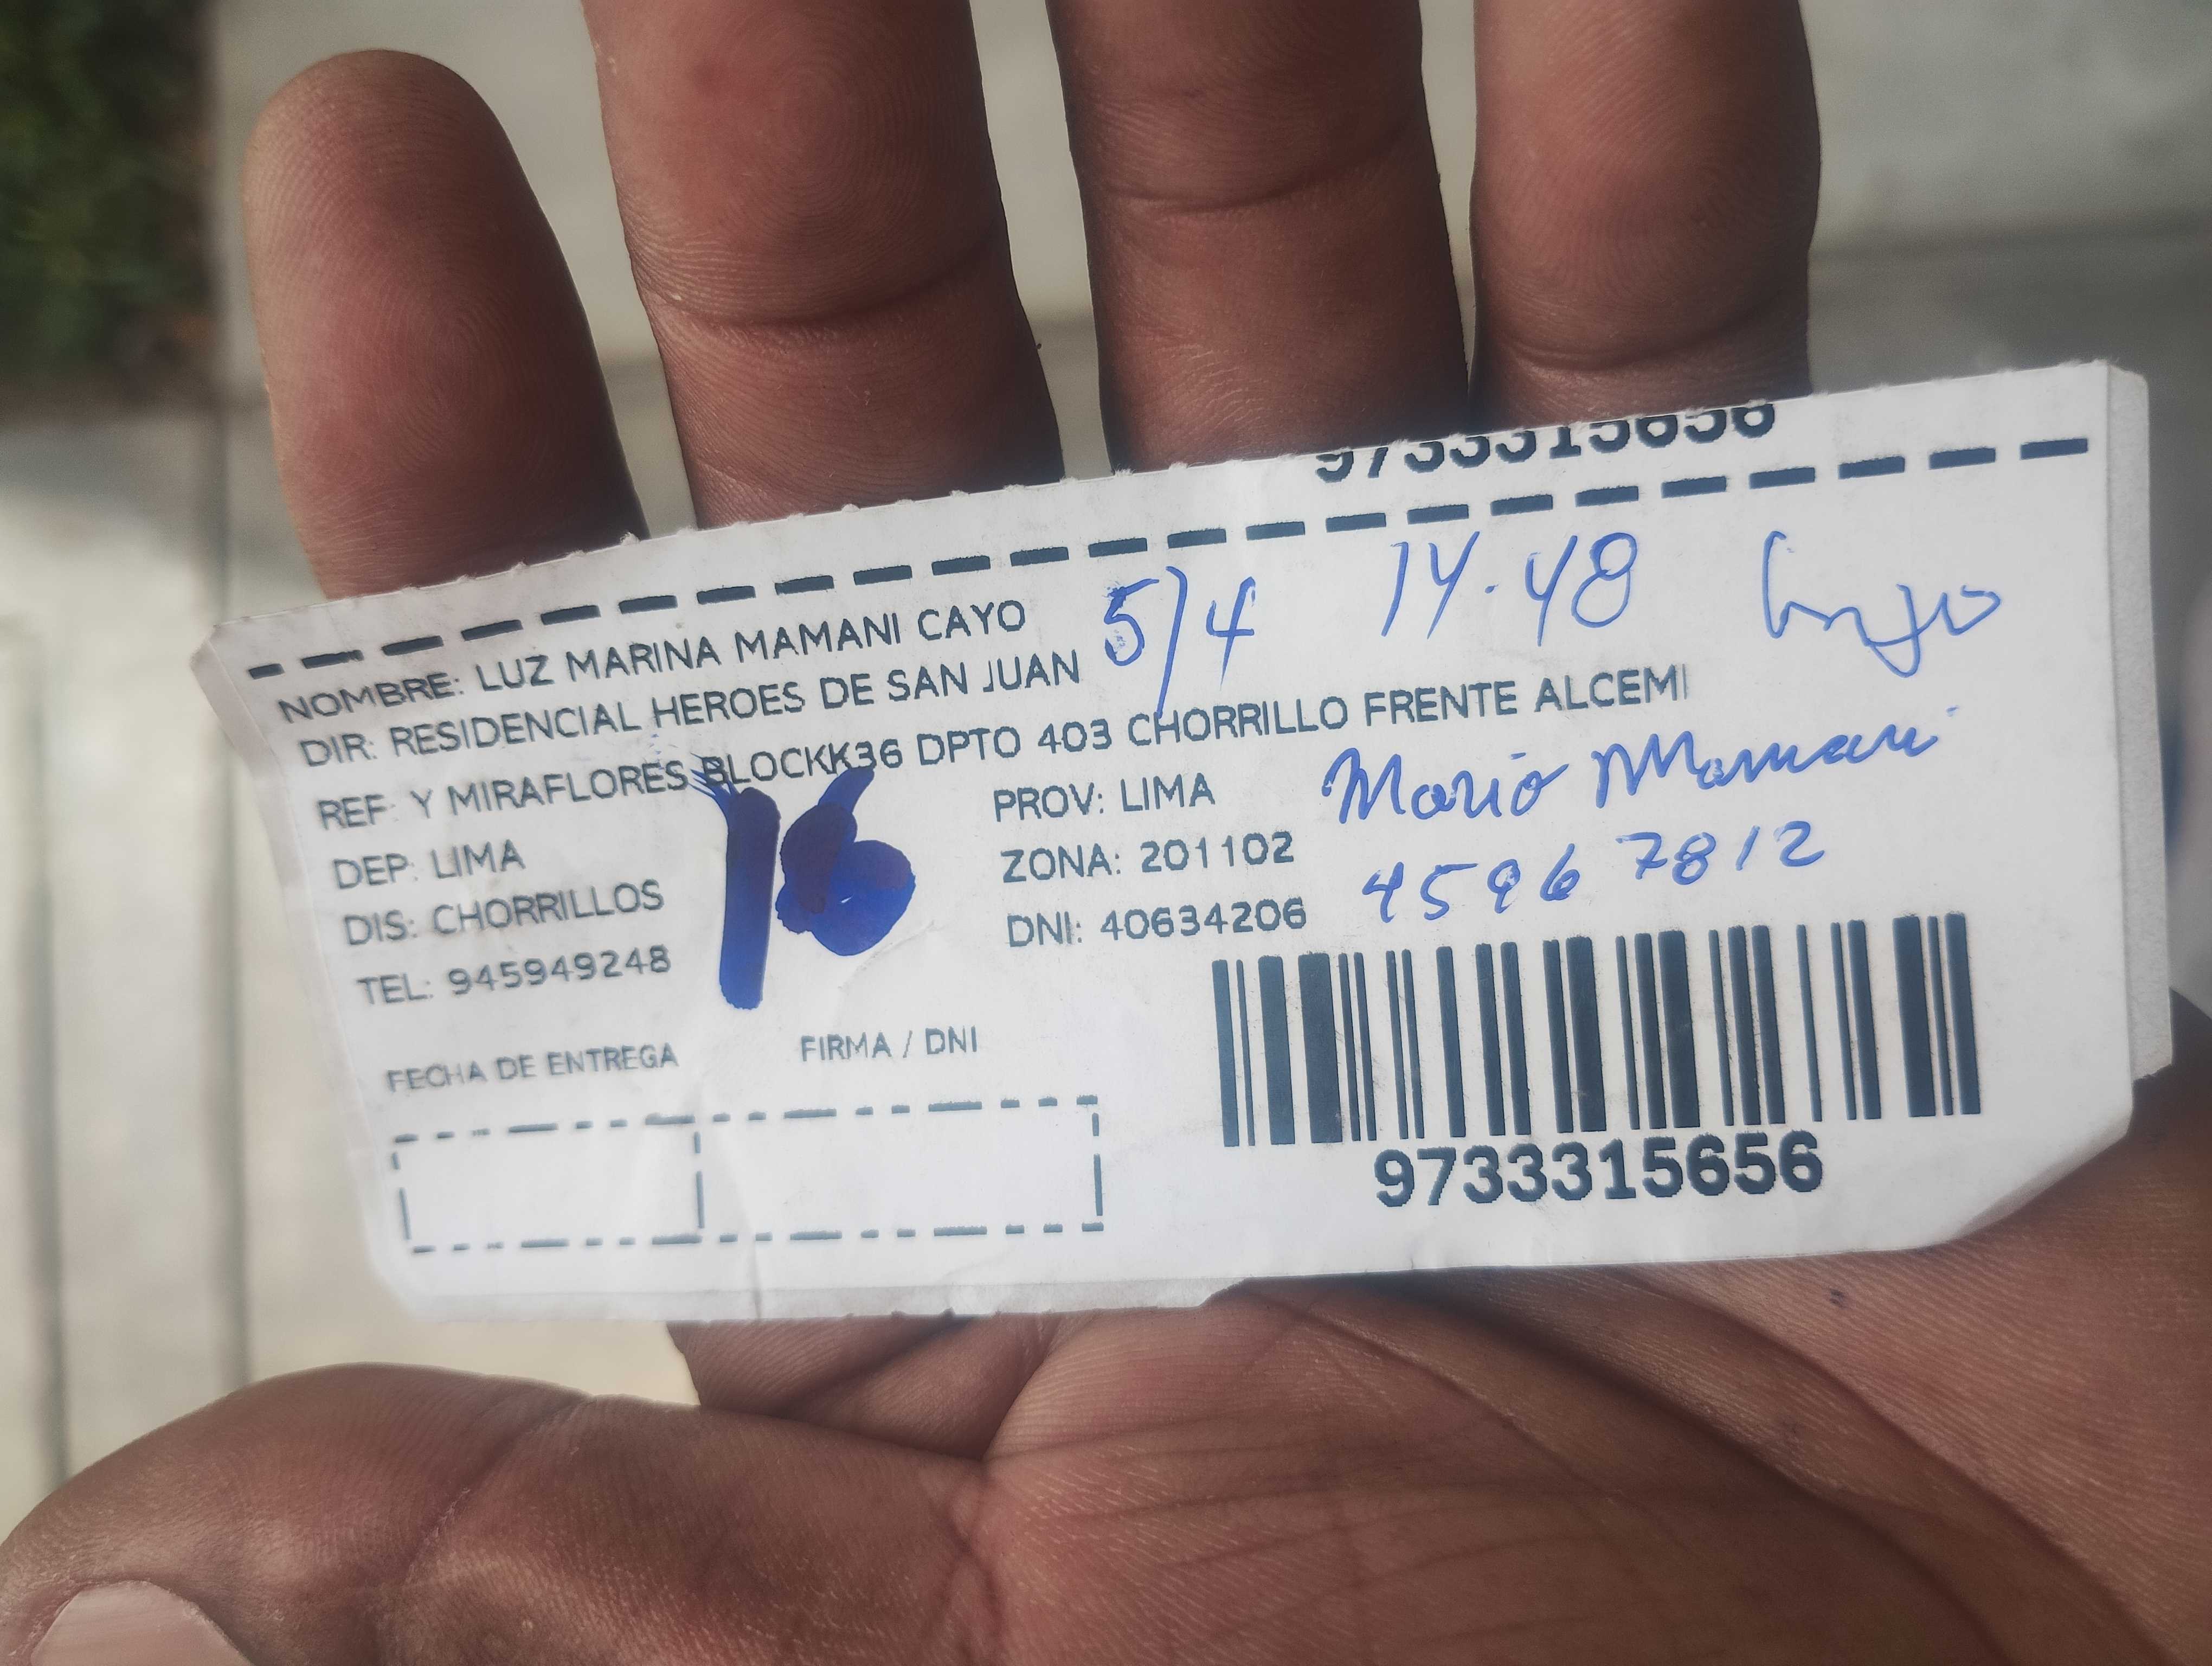 9733315656
NOMBRE: LUZ MARINA MAMANI CAYO
5/4 14.48
DIR: RESIDENCIAL HEROES DE SAN JUAN
REF: Y MIRAFLORES BLOCKK36 DPTO 403 CHORRILLO FRENTE ALCEMI
DEP: LIMA PROV: LIMA
Mario Mamani
DIS: CHORRILLOS ZONA: 201102
TEL: 945949248 DNI: 40634206
45967812
16
FECHA DE ENTREGA FIRMA / DNI
9733315656